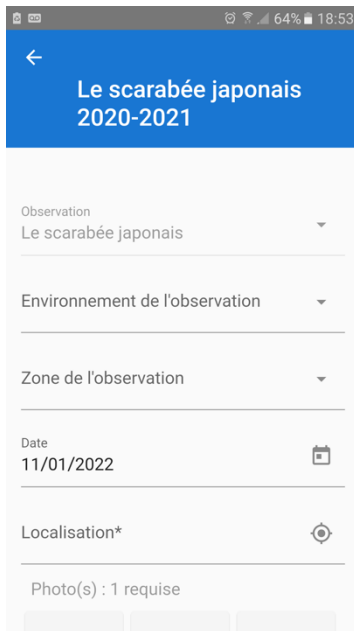 64% 18:53
Le scarabée japonais
2020-2021
Observation
Le scarabée japonais
Environnement de l'observation
Zone de l'observation
Date
11/01/2022
Localisation*
Photo(s) : 1 requise